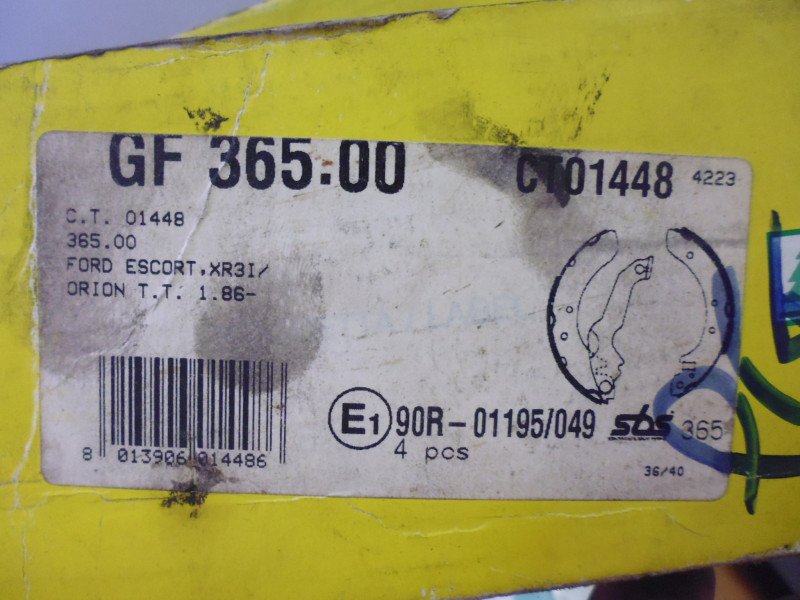 GF 365.00 CT01448 4223
C.T. 01448
365.00
FORD ESCORT,XR3I/
ORION T.T. 1.86-
8 013906 014486
E1 90R-01195/049 sbs 365
4 pcs
36/40